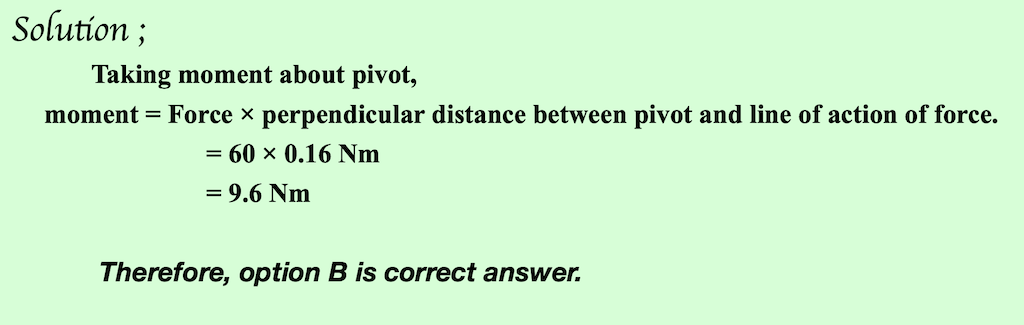 Solution ;
Taking moment about pivot,
moment = Force × perpendicular distance between pivot and line of action of force.
= 60 × 0.16 Nm
= 9.6 Nm
Therefore, option B is correct answer.